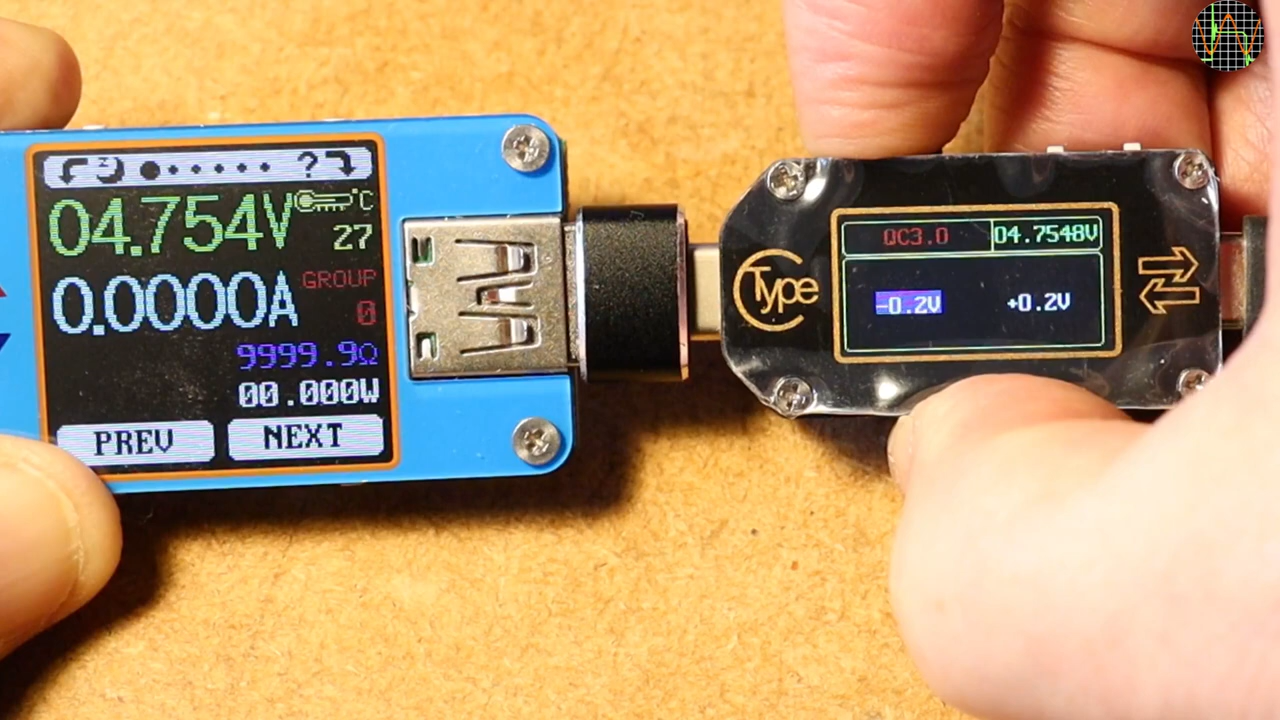 ?
04.754V
°C
27
0.0000A
GROUP
0
9999.9Ω
00.000W
PREV
NEXT
Type C
QC3.0
04.7548V
-0.2V
+0.2V